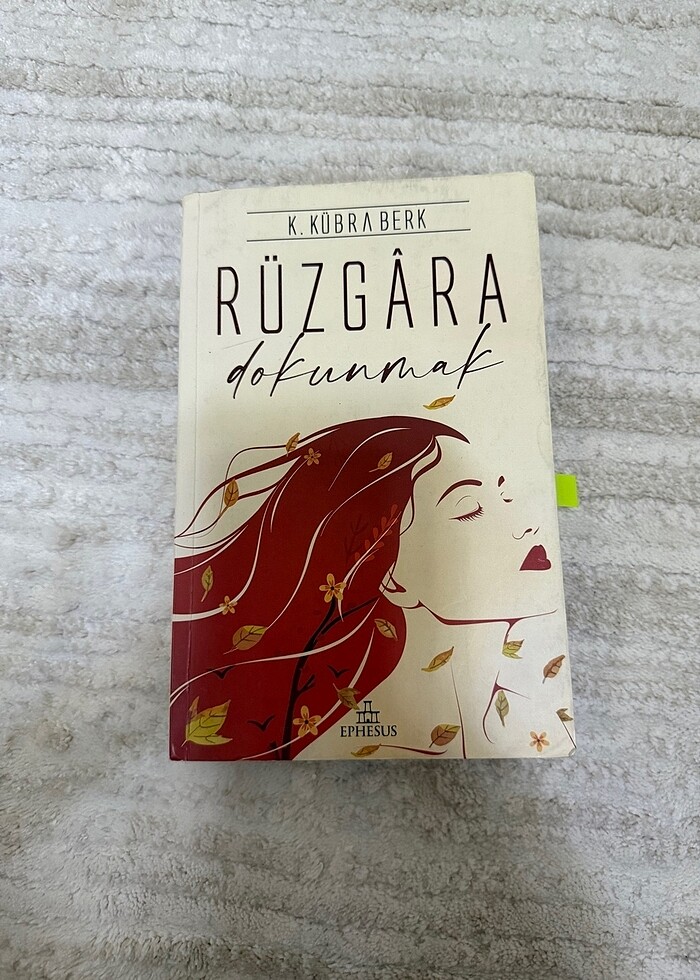 K. KÜBRA BERK
RÜZGÂRA
dokunmak
EPHESUS